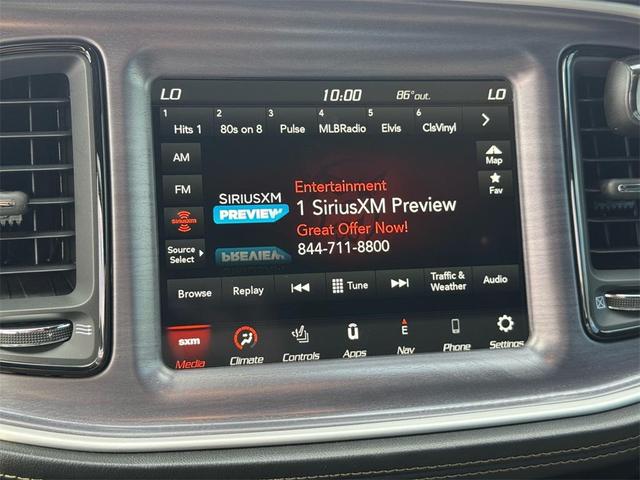 LO 10:00 86°out. LO
1 2 3 4 5 6
Hits 1 80s on 8 Pulse MLBRadio Elvis ClsVinyl
AM
FM
SiriusXM
Source
Select
SIRIUSXM
PREVIEW
PREVIEW
Entertainment
1 SiriusXM Preview
Great Offer Now!
844-711-8800
Map
Fav
Browse Replay Tune Traffic &
Weather Audio
sxm E
Media Climate Controls Apps Nav Phone Settings